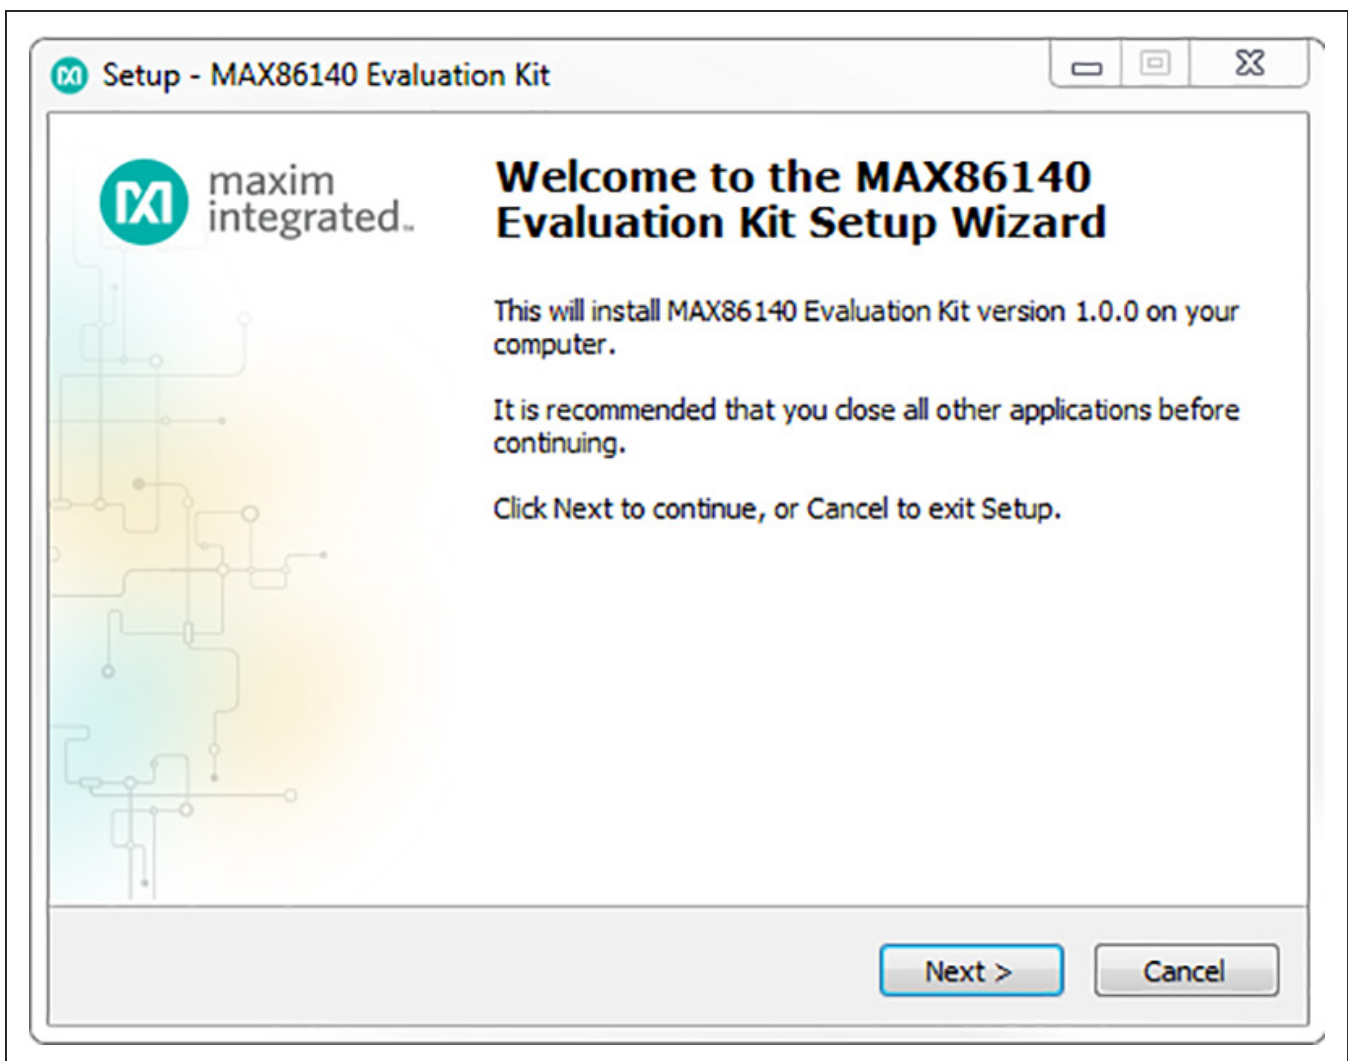 Setup - MAX86140 Evaluation Kit
maxim
integrated™
Welcome to the MAX86140
Evaluation Kit Setup Wizard
This will install MAX86140 Evaluation Kit version 1.0.0 on your
computer.
It is recommended that you close all other applications before
continuing.
Click Next to continue, or Cancel to exit Setup.
Next >
Cancel